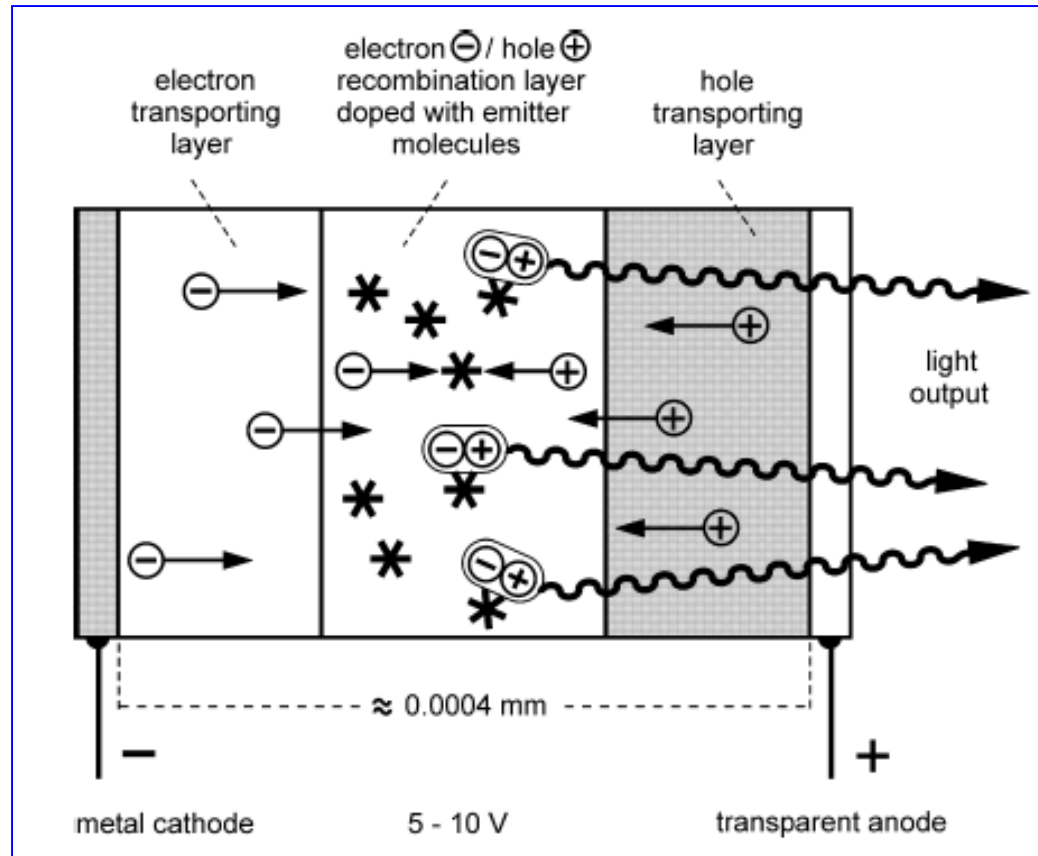 electron
transporting
layer
electron ⊖ / hole ⊕
recombination layer
doped with emitter
molecules
hole
transporting
layer
light
output
≈ 0.0004 mm
−
+
metal cathode
5 - 10 V
transparent anode